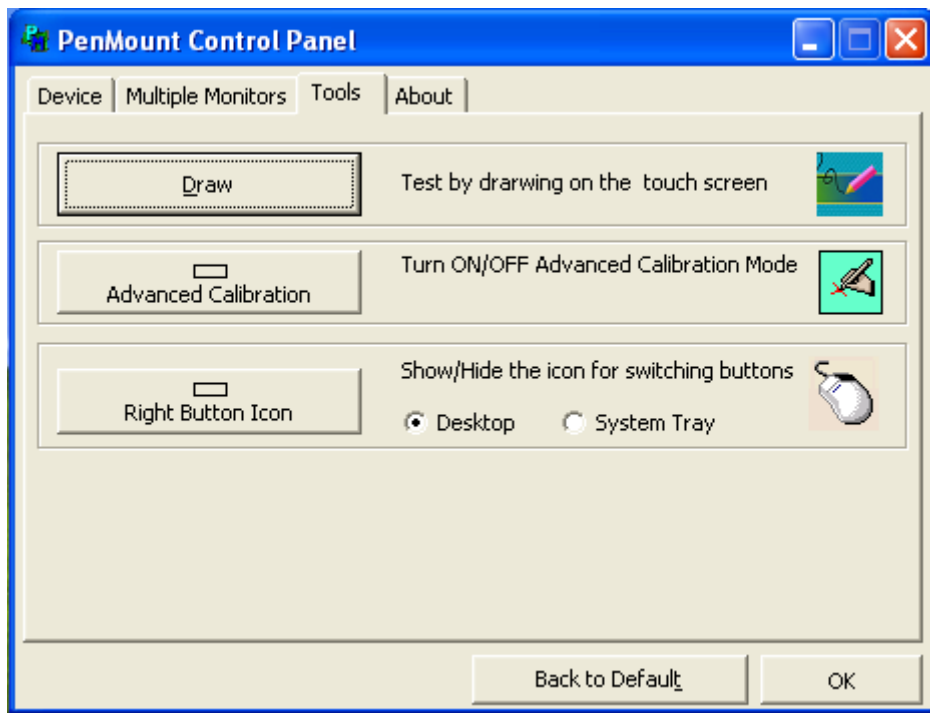 PenMount Control Panel
Device Multiple Monitors Tools About
Draw Test by drarwing on the touch screen
Advanced Calibration Turn ON/OFF Advanced Calibration Mode
Right Button Icon Show/Hide the icon for switching buttons
Desktop System Tray
Back to Default OK